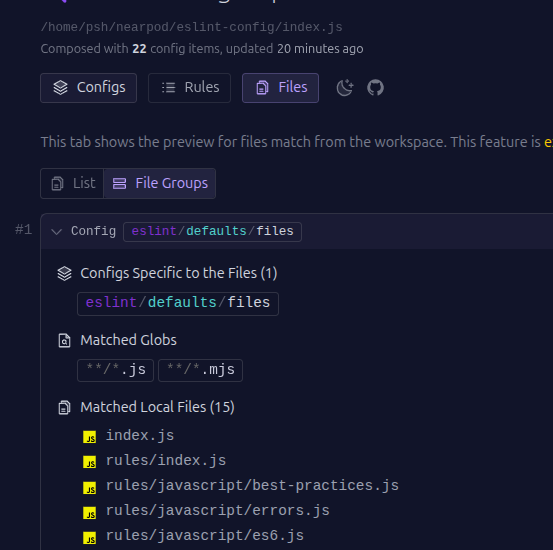 /home/psh/nearpod/eslint-config/index.js
Composed with 22 config items, updated 20 minutes ago
Configs Rules Files
This tab shows the preview for files match from the workspace. This feature is
List File Groups
#1 Config eslint/defaults/files
Configs Specific to the Files (1)
eslint/defaults/files
Matched Globs
**/*.js **/*.mjs
Matched Local Files (15)
JS index.js
JS rules/index.js
JS rules/javascript/best-practices.js
JS rules/javascript/errors.js
JS rules/javascript/es6.js